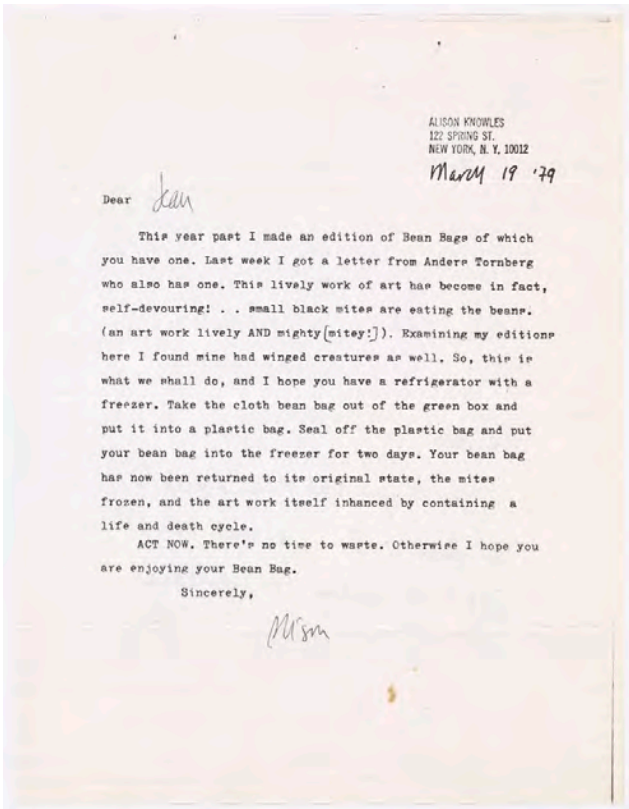 ALISON KNOWLES
122 SPRING ST.
NEW YORK, N. Y. 10012
March 19 '79
Dear Jean
This year past I made an edition of Bean Bags of which
you have one. Last week I got a letter from Anders Tornberg
who also has one. This lively work of art has become in fact,
self-devouring! . . small black mites are eating the beans.
(an art work lively AND mighty[mitey!]). Examining my editions
here I found mine had winged creatures as well. So, this is
what we shall do, and I hope you have a refrigerator with a
freezer. Take the cloth bean bag out of the green box and
put it into a plastic bag. Seal off the plastic bag and put
your bean bag into the freezer for two days. Your bean bag
has now been returned to its original state, the mites
frozen, and the art work itself inhanced by containing a
life and death cycle.
ACT NOW. There's no time to waste. Otherwise I hope you
are enjoying your Bean Bag.
Sincerely,
Alison